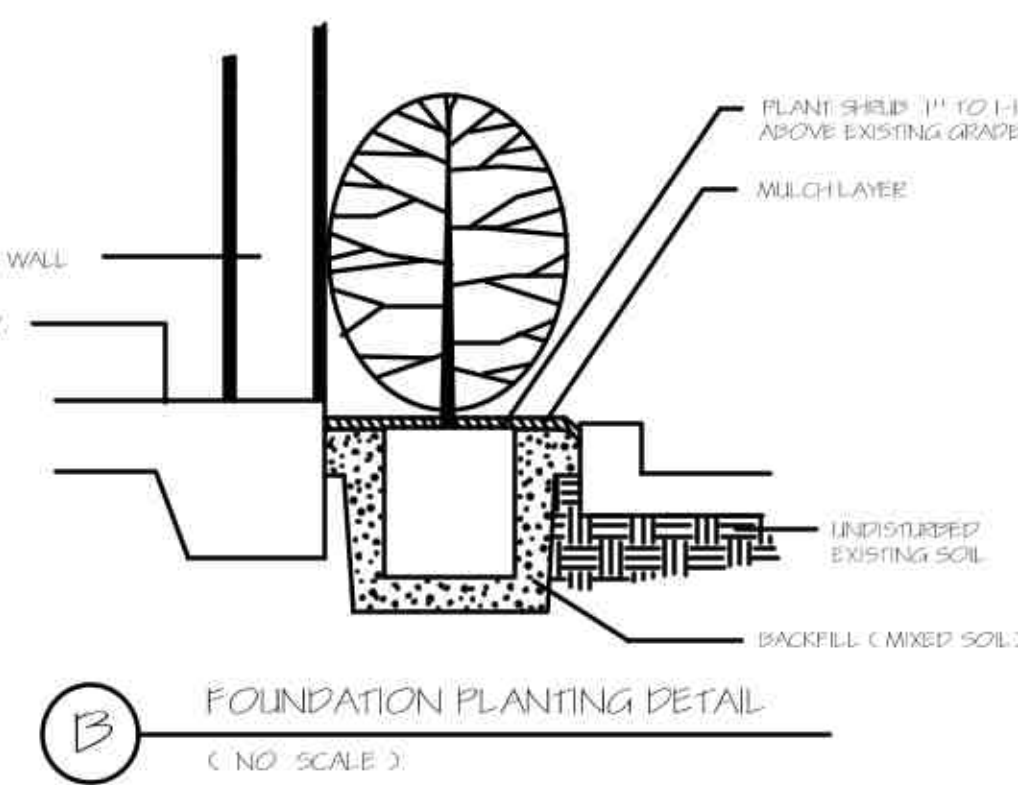 PLANT SHRUB 1" TO 1-1
ABOVE EXISTING GRADE
MULCH LAYER
WALL
UNDISTURBED
EXISTING SOIL
BACKFILL ( MIXED SOIL )
B
FOUNDATION PLANTING DETAIL
( NO SCALE )